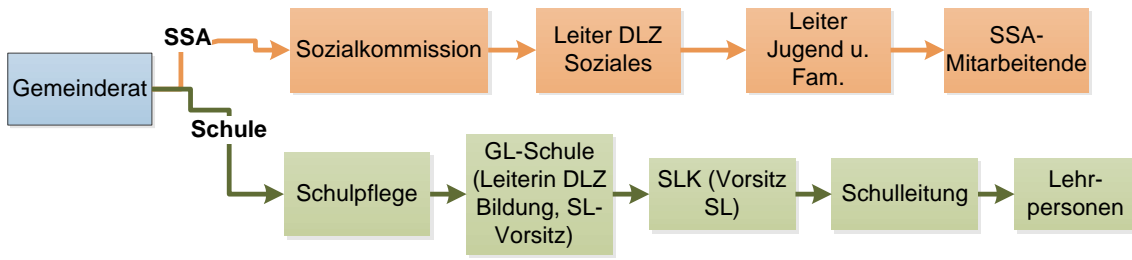 SSA
Gemeinderat
Sozialkommission
Leiter DLZ
Soziales
Leiter
Jugend u.
Fam.
SSA-
Mitarbeitende
Schule
Schulpflege
GL-Schule
(Leiterin DLZ
Bildung, SL-
Vorsitz)
SLK (Vorsitz
SL)
Schulleitung
Lehr-
personen